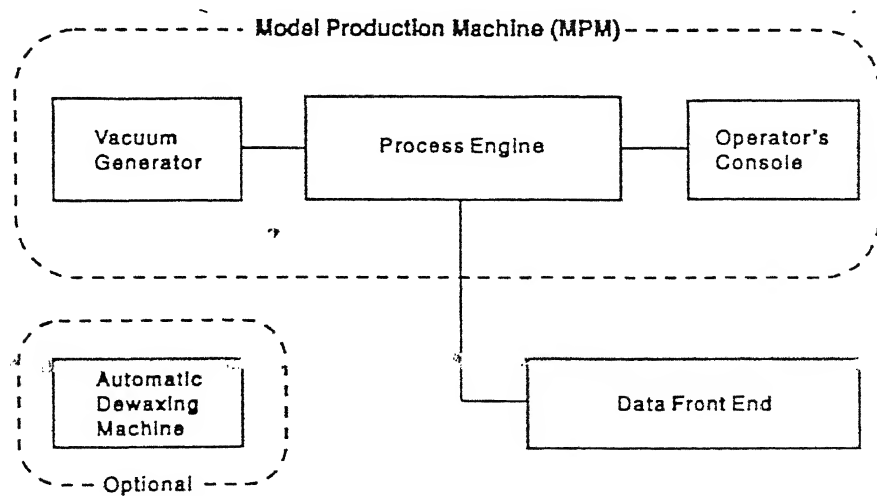 Model Production Machine (MPM)
Vacuum
Generator
Process Engine
Operator's
Console
Automatic
Dewaxing
Machine
Data Front End
Optional